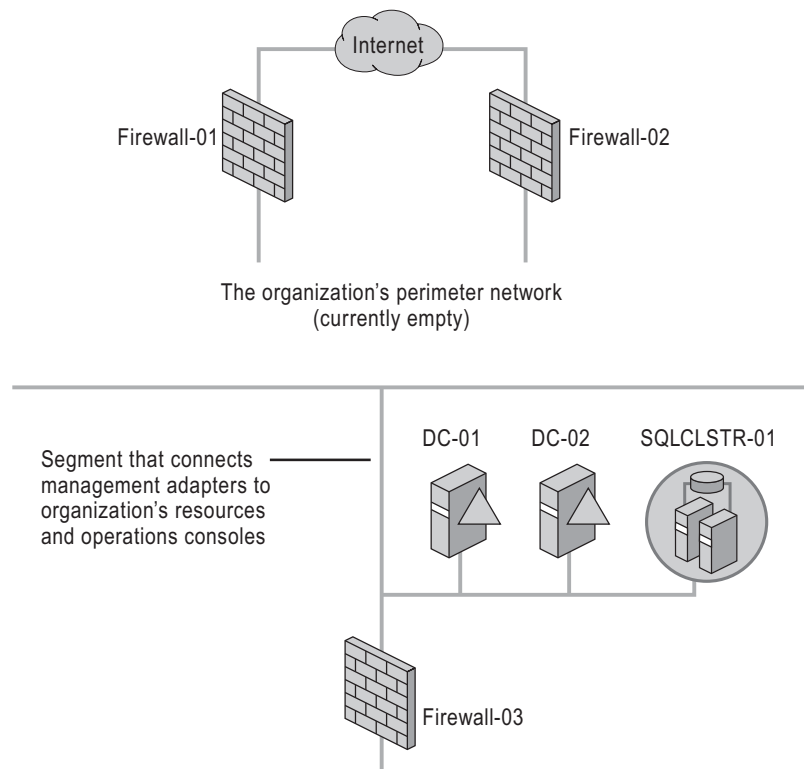 Internet
Firewall-01
Firewall-02
The organization’s perimeter network
(currently empty)
DC-01
DC-02
SQLCLSTR-01
Segment that connects
management adapters to
organization’s resources
and operations consoles
Firewall-03